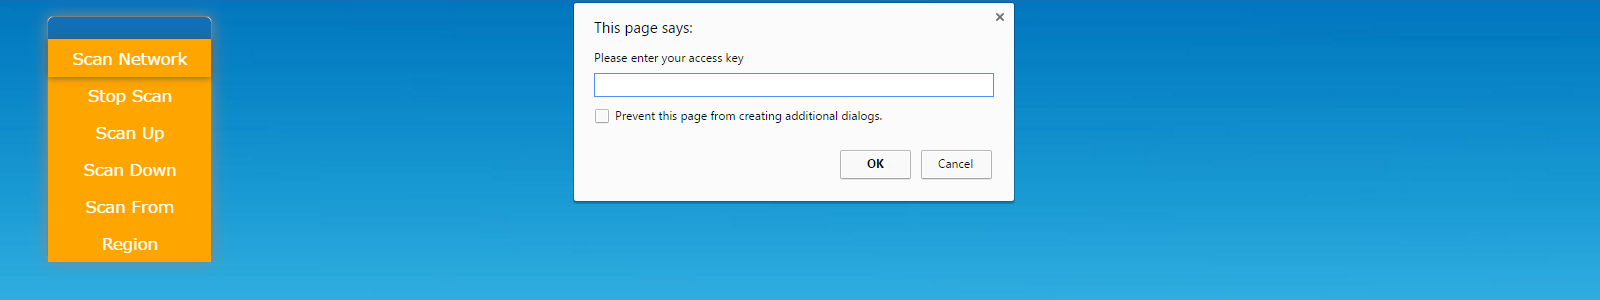 Scan Network
Stop Scan
Scan Up
Scan Down
Scan From
Region
This page says:
Please enter your access key
Prevent this page from creating additional dialogs.
OK
Cancel